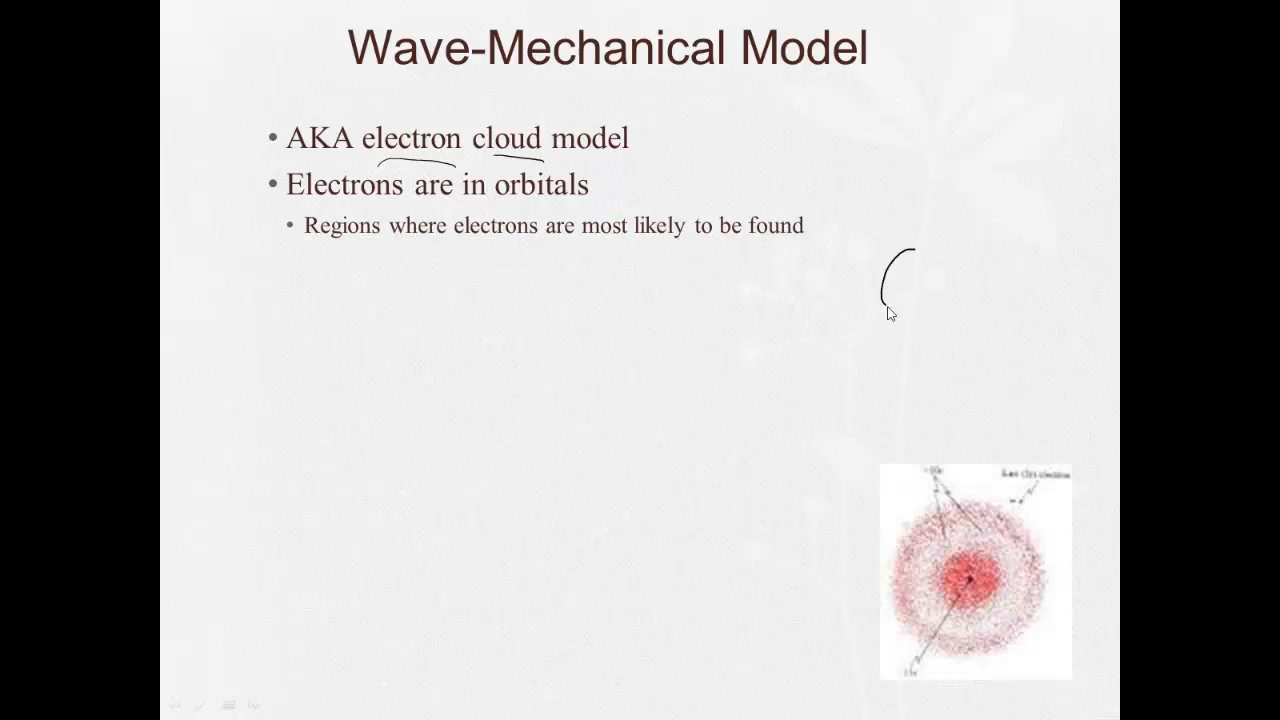 Wave-Mechanical Model
• AKA electron cloud model
• Electrons are in orbitals
• Regions where electrons are most likely to be found